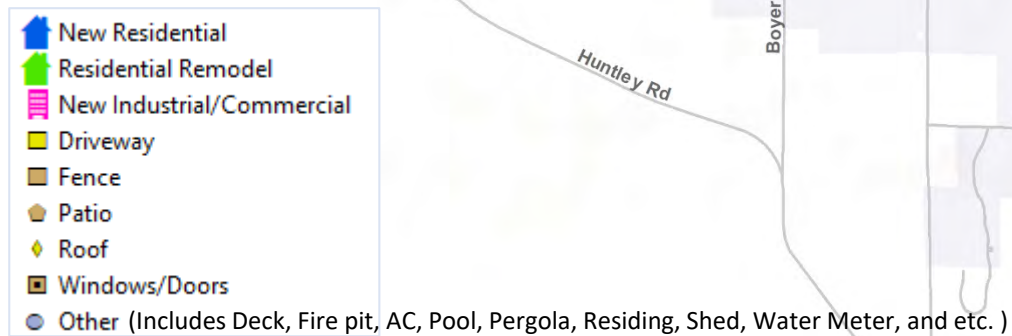 New Residential
Residential Remodel
New Industrial/Commercial
Driveway
Fence
Patio
Roof
Windows/Doors
Other (Includes Deck, Fire pit, AC, Pool, Pergola, Residing, Shed, Water Meter, and etc. )
Huntley Rd
Boyer